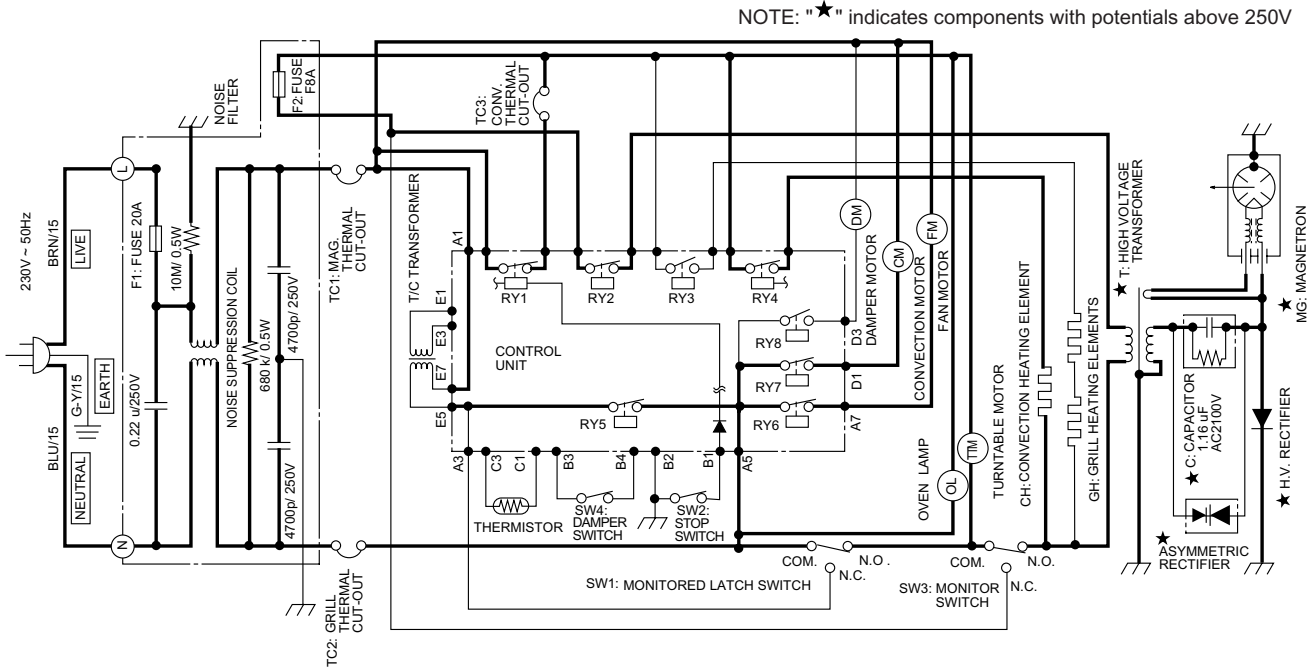 NOTE: "★" indicates components with potentials above 250V
230V ~ 50Hz
BRN/15
LIVE
G-Y/15
EARTH
BLU/15
NEUTRAL
L
N
F1: FUSE 20A
10M/ 0.5W
0.22 u/250V
NOISE
FILTER
NOISE SUPPRESSION COIL
680 k/ 0.5W
4700p/ 250V
4700p/ 250V
F2: FUSE
F8A
TC1: MAG.
THERMAL
CUT-OUT
TC2: GRILL
THERMAL
CUT-OUT
TC3:
CONV.
THERMAL
CUT-OUT
T/C TRANSFORMER
A1
E1
E3
E7
E5
A3
CONTROL
UNIT
RY1
RY2
RY3
RY4
RY8
RY7
RY6
RY5
D3
D1
A7
C3
C1
B3
B4
B2
B1
A5
THERMISTOR
SW4:
DAMPER
SWITCH
SW2:
STOP
SWITCH
DM
DAMPER MOTOR
CM
CONVECTION MOTOR
FM
FAN MOTOR
OL
OVEN LAMP
TTM
TURNTABLE MOTOR
CH: CONVECTION HEATING ELEMENT
GH: GRILL HEATING ELEMENTS
COM.
N.O .
N.C.
SW1: MONITORED LATCH SWITCH
COM.
N.O.
N.C.
SW3: MONITOR
SWITCH
★ T: HIGH VOLTAGE
TRANSFORMER
★ C: CAPACITOR
1.16 uF
AC2100V
★ ASYMMETRIC
RECTIFIER
★ H.V. RECTIFIER
★ MG: MAGNETRON